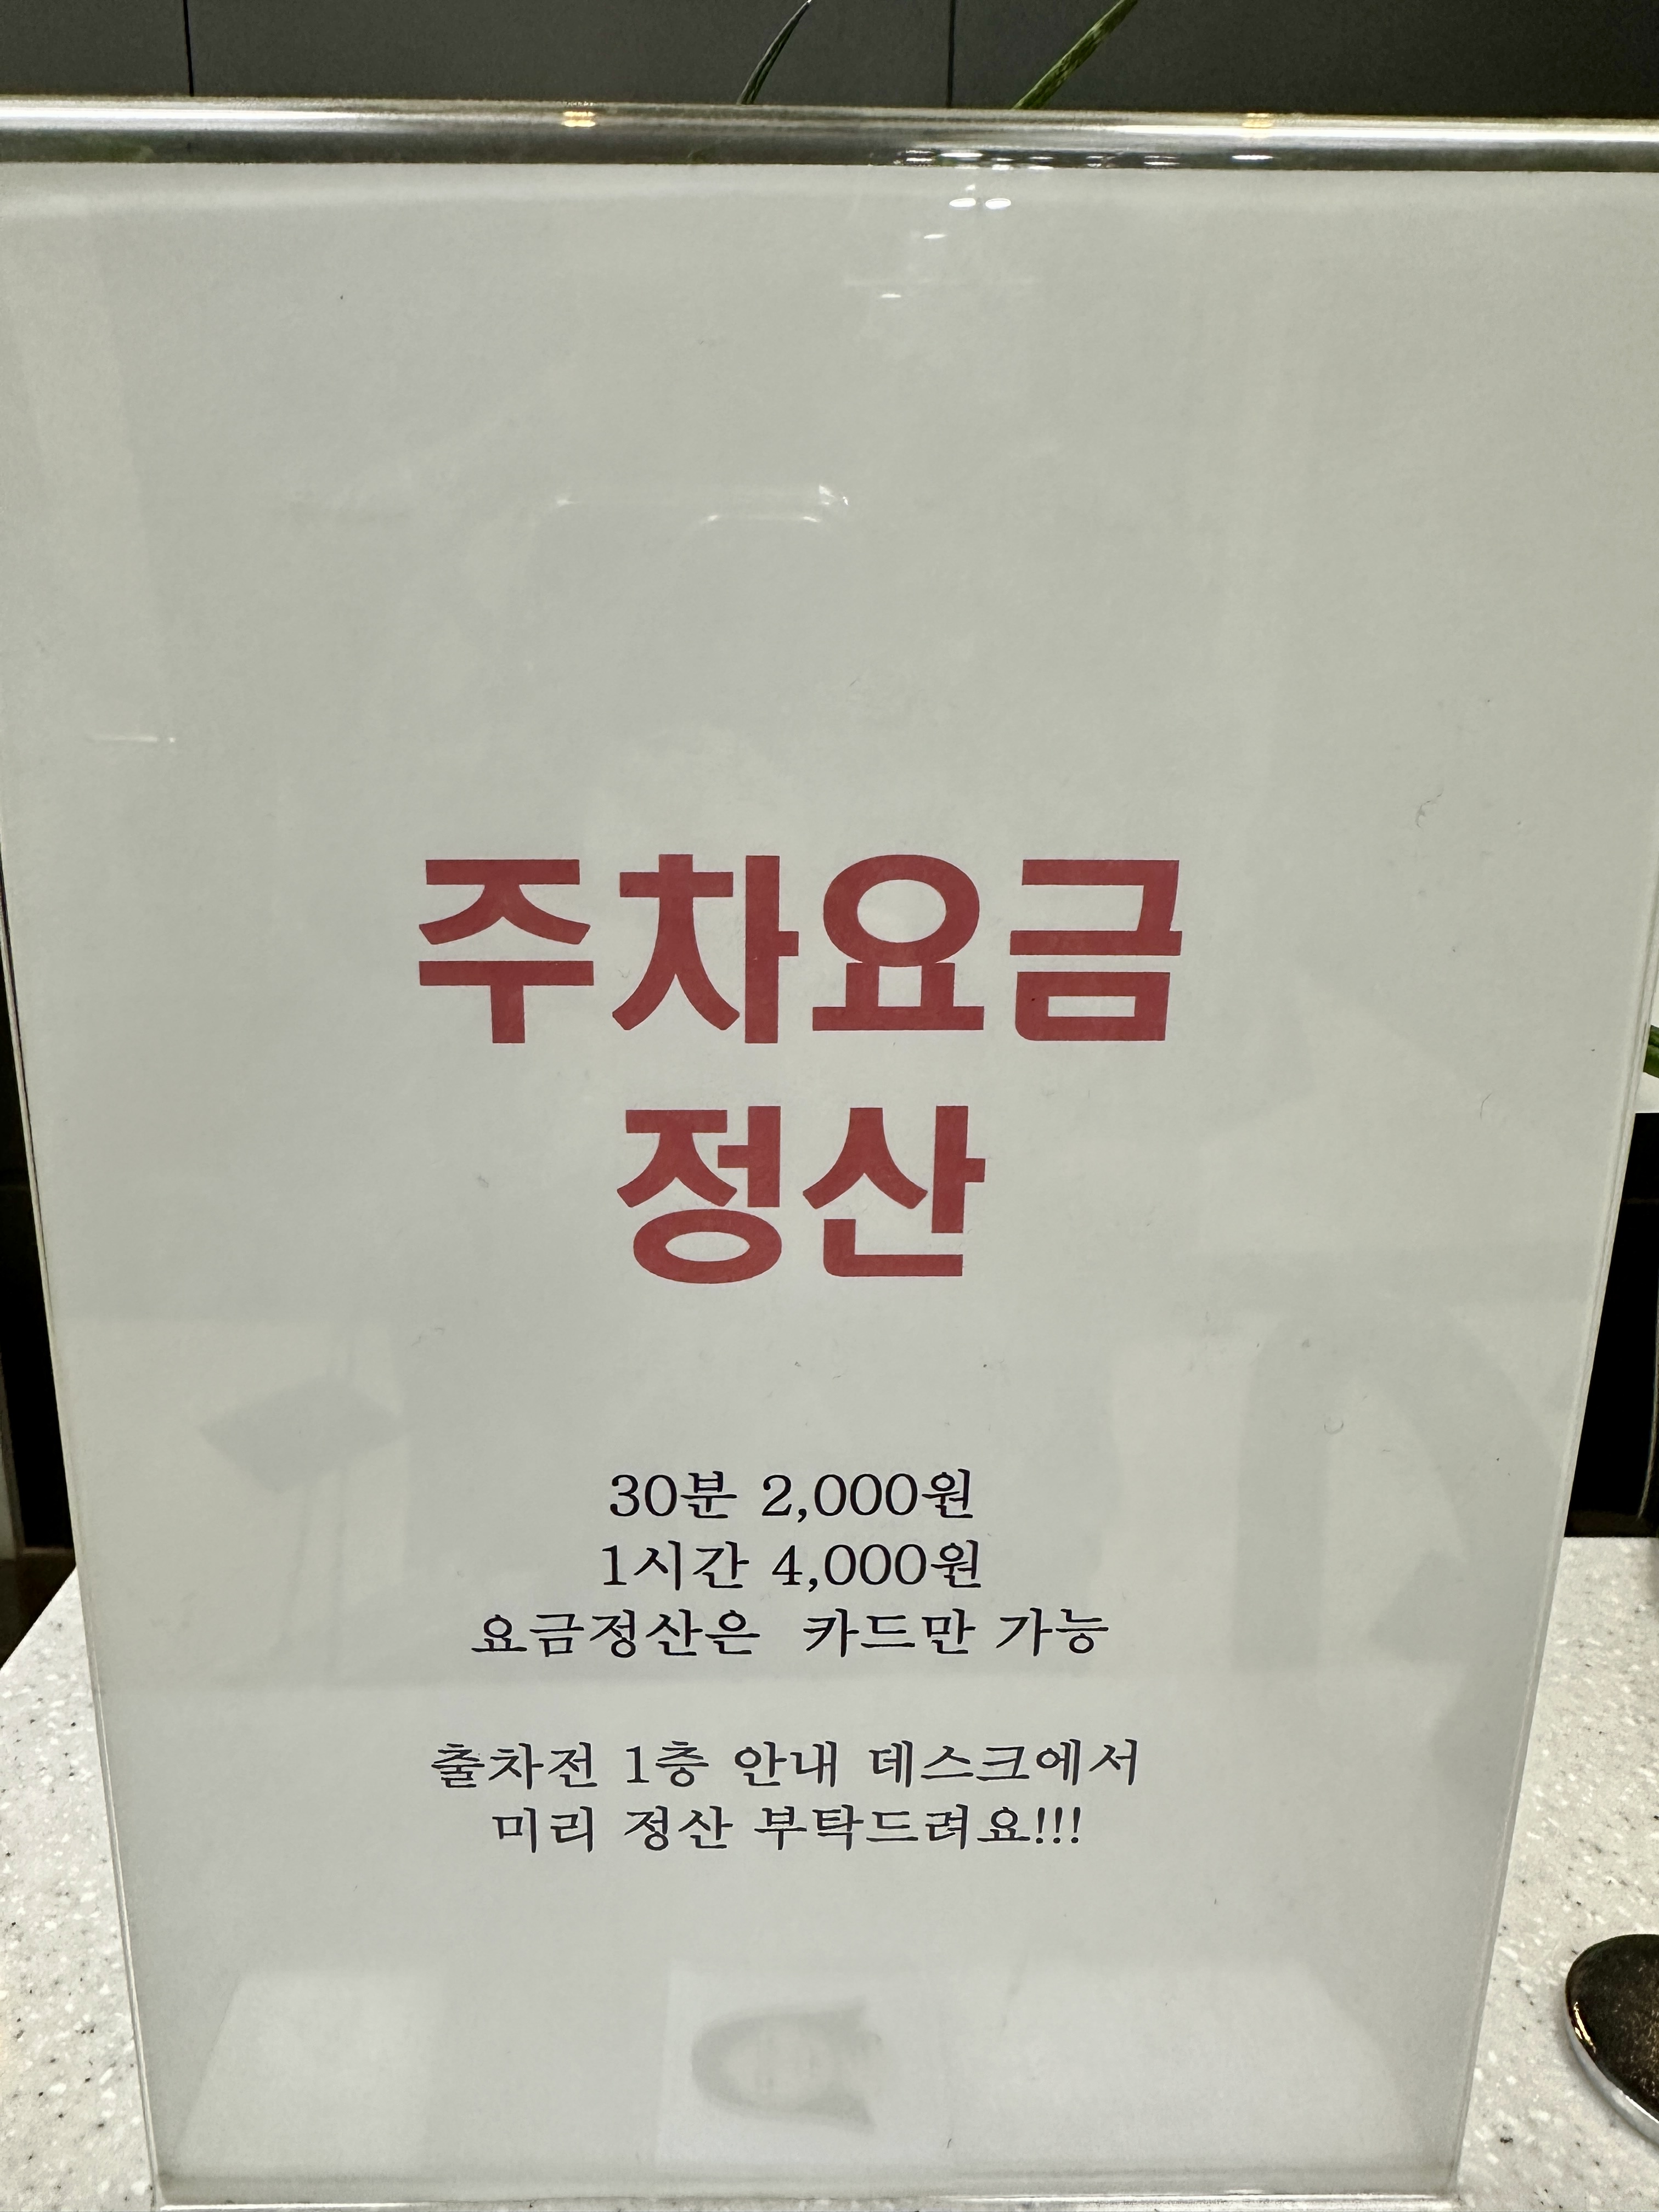 주차요금
정산
30분 2,000원
1시간 4,000원
요금정산은 카드만 가능
출차전 1층 안내 데스크에서
미리 정산 부탁드려요!!!